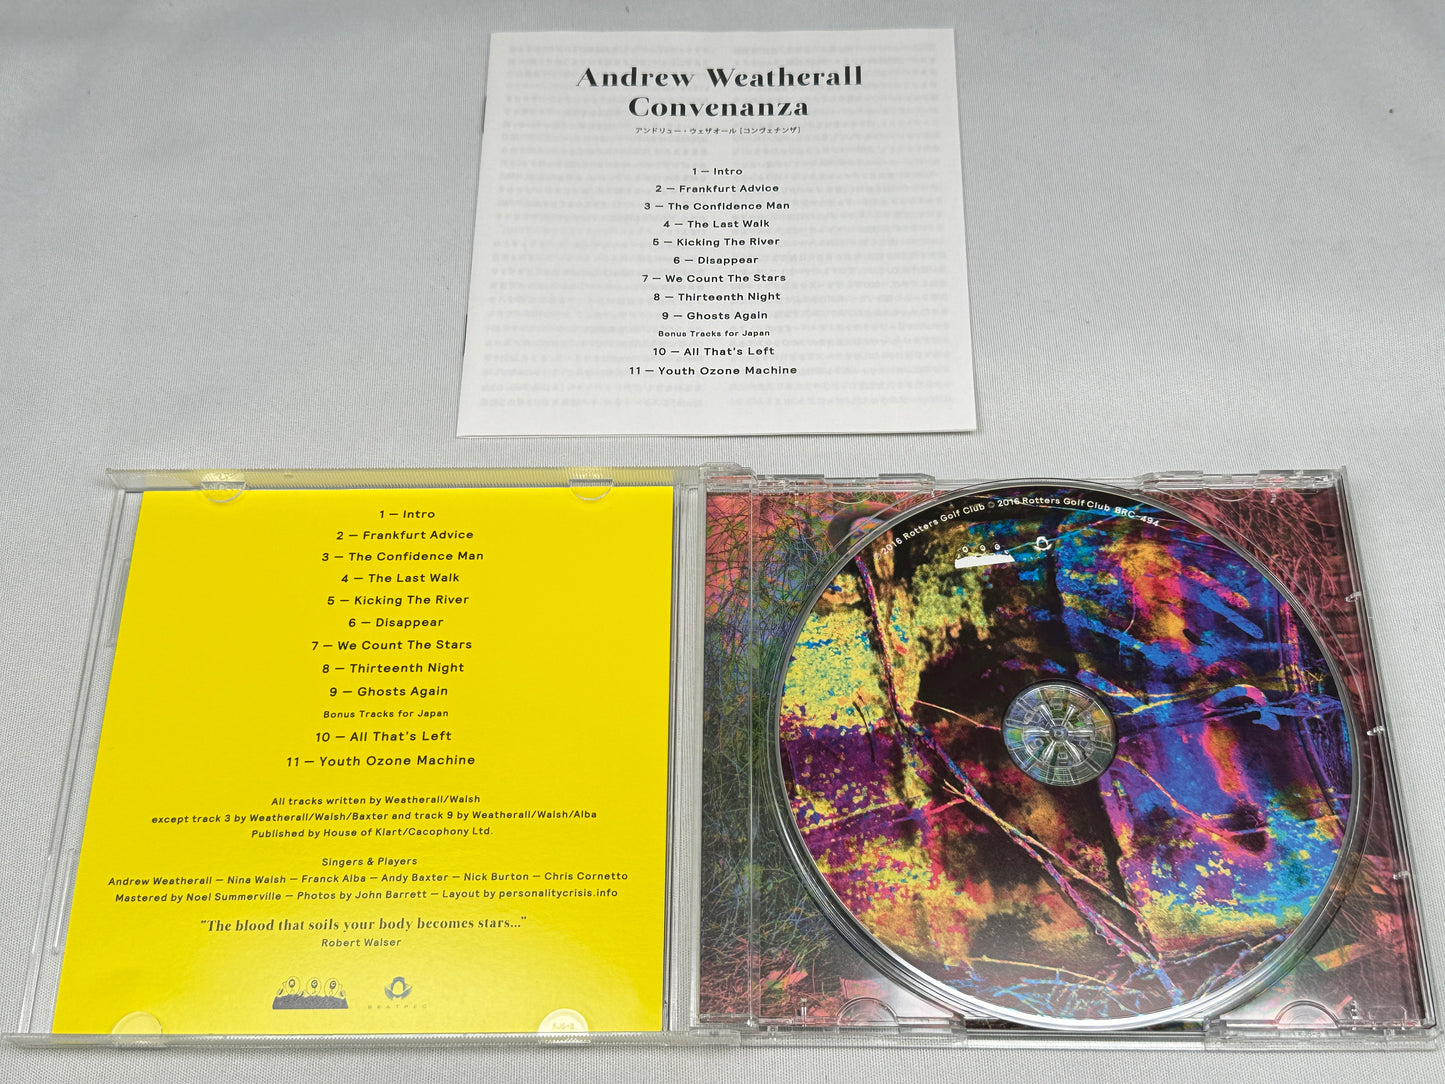 Andrew Weatherall
Convenanza
アンドリュー・ウェザオール [コンヴェナンザ]
1 — Intro
2 — Frankfurt Advice
3 — The Confidence Man
4 — The Last Walk
5 — Kicking The River
6 — Disappear
7 — We Count The Stars
8 — Thirteenth Night
9 — Ghosts Again
Bonus Tracks for Japan
10 — All That's Left
11 — Youth Ozone Machine
1 — Intro
2 — Frankfurt Advice
3 — The Confidence Man
4 — The Last Walk
5 — Kicking The River
6 — Disappear
7 — We Count The Stars
8 — Thirteenth Night
9 — Ghosts Again
Bonus Tracks for Japan
10 — All That's Left
11 — Youth Ozone Machine
All tracks written by Weatherall/Walsh
except track 3 by Weatherall/Walsh/Baxter and track 9 by Weatherall/Walsh/Alba
Published by House of Klart/Cacophony Ltd.
Singers & Players
Andrew Weatherall — Nina Walsh — Franck Alba — Andy Baxter — Nick Burton — Chris Cornetto
Mastered by Noel Summerville — Photos by John Barrett — Layout by personalitycrisis.info
“The blood that soils your body becomes stars...”
Robert Walser
BEATREC
2016 Rotters Golf Club © 2016 Rotters Golf Club BRC-494